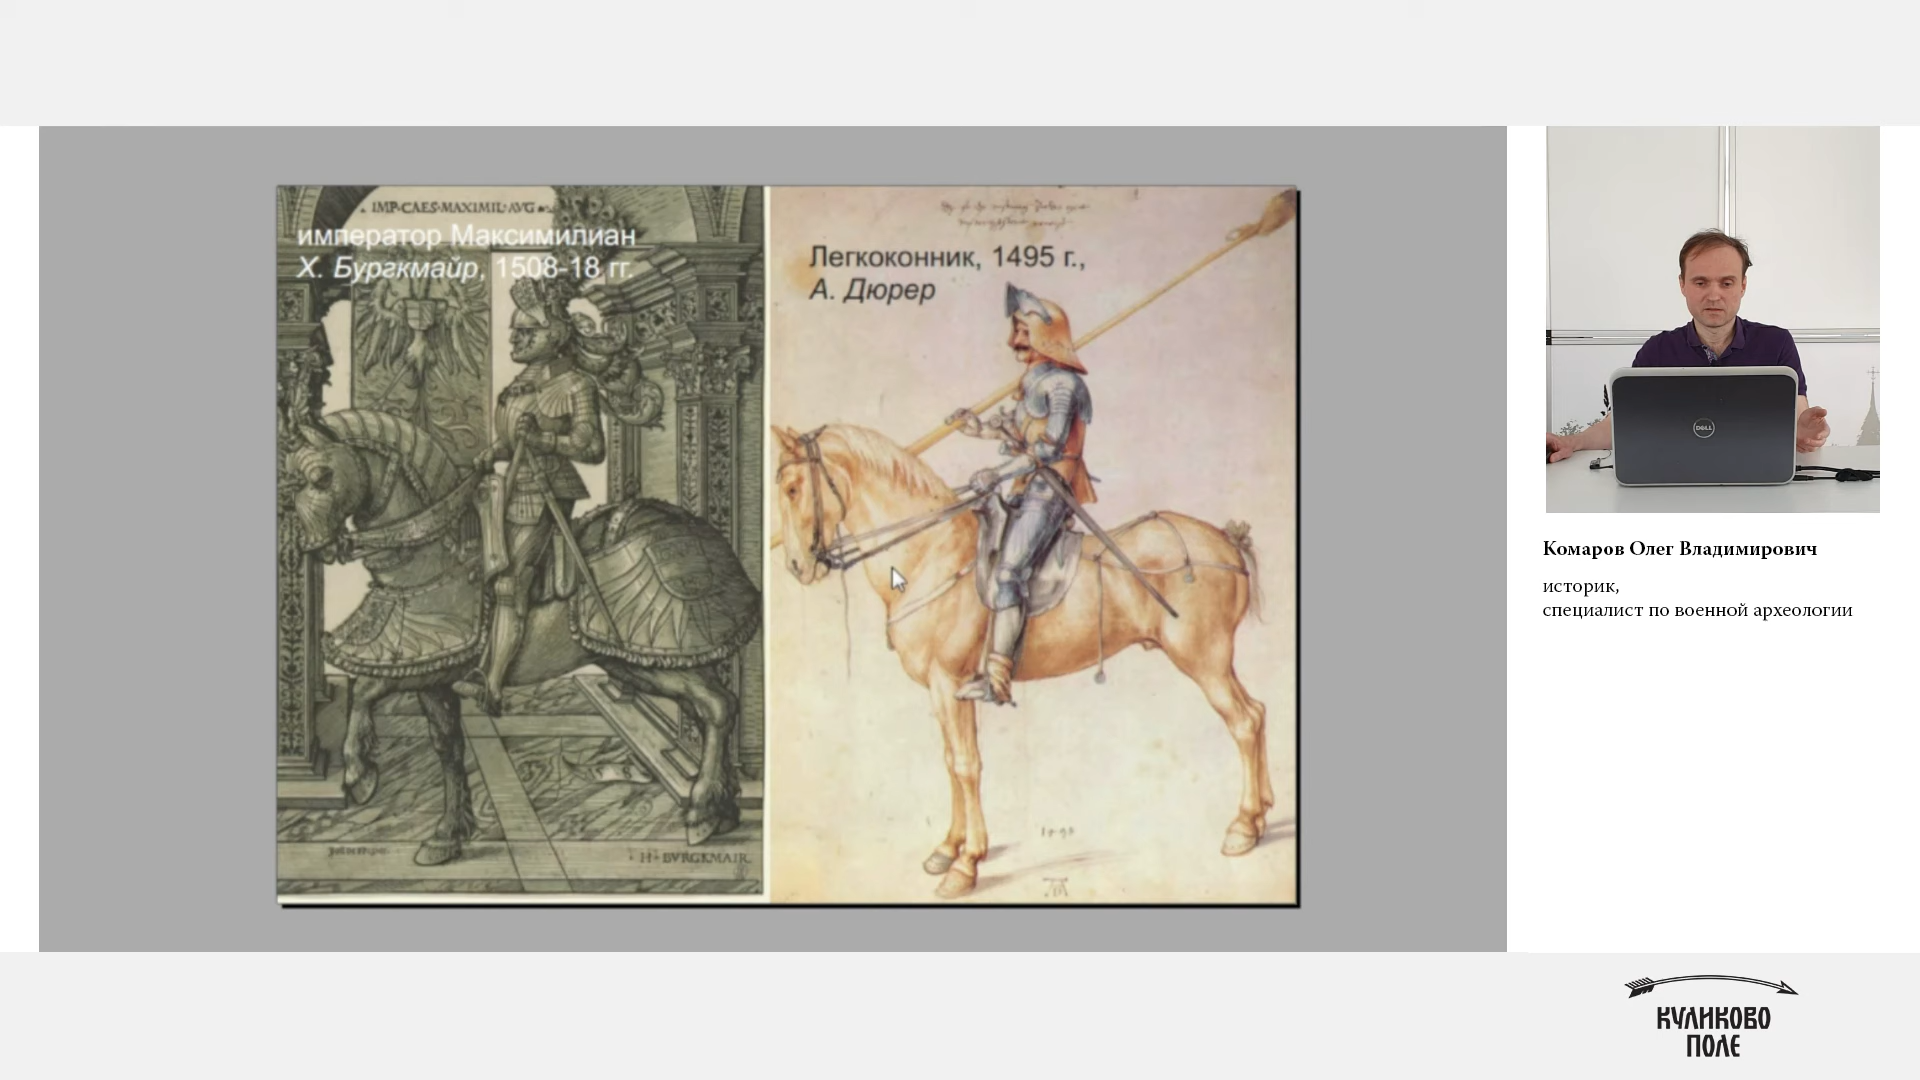 IMP·CAES·MAXIMIL·AVG
император Максимилиан
Х. Бургкмайр, 1508-18 гг.
Легкоконник, 1495 г.,
А. Дюрер
H·BVRGKMAIR
DELL
Комаров Олег Владимирович
историк,
специалист по военной археологии
КУЛИКОВО
ПОЛЕ